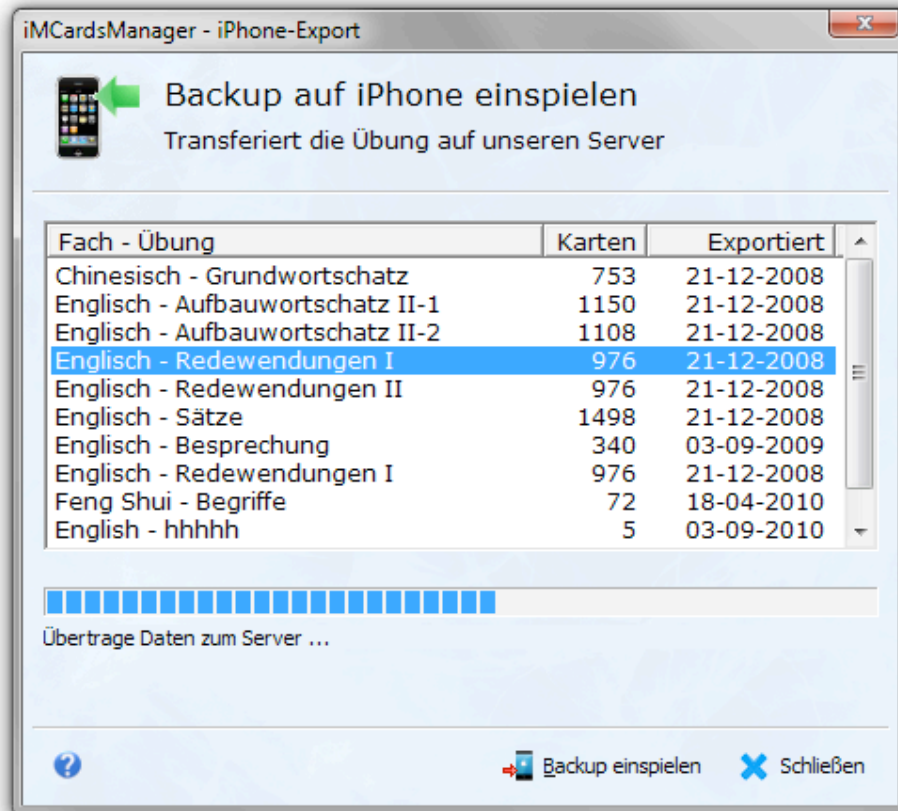 iMCardsManager - iPhone-Export
Backup auf iPhone einspielen
Transferiert die Übung auf unseren Server
Fach - Übung Karten Exportiert
Chinesisch - Grundwortschatz 753 21-12-2008
Englisch - Aufbauwortschatz II-1 1150 21-12-2008
Englisch - Aufbauwortschatz II-2 1108 21-12-2008
Englisch - Redewendungen I 976 21-12-2008
Englisch - Redewendungen II 976 21-12-2008
Englisch - Sätze 1498 21-12-2008
Englisch - Besprechung 340 03-09-2009
Englisch - Redewendungen I 976 21-12-2008
Feng Shui - Begriffe 72 18-04-2010
English - hhhhh 5 03-09-2010
Übertrage Daten zum Server ...
Backup einspielen Schließen